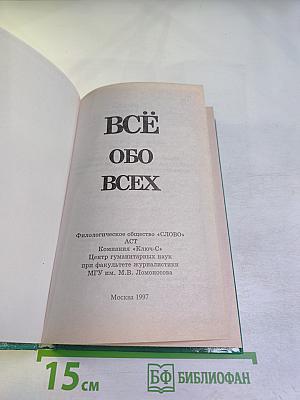 ВСЁ
ОБО
ВСЕХ
Филологическое общество «СЛОВО»
АСТ
Компания «Ключ-С»
Центр гуманитарных наук
при факультете журналистики
МГУ им. М.В. Ломоносова
Москва 1997
15 см
БФ БИБЛИОФАН